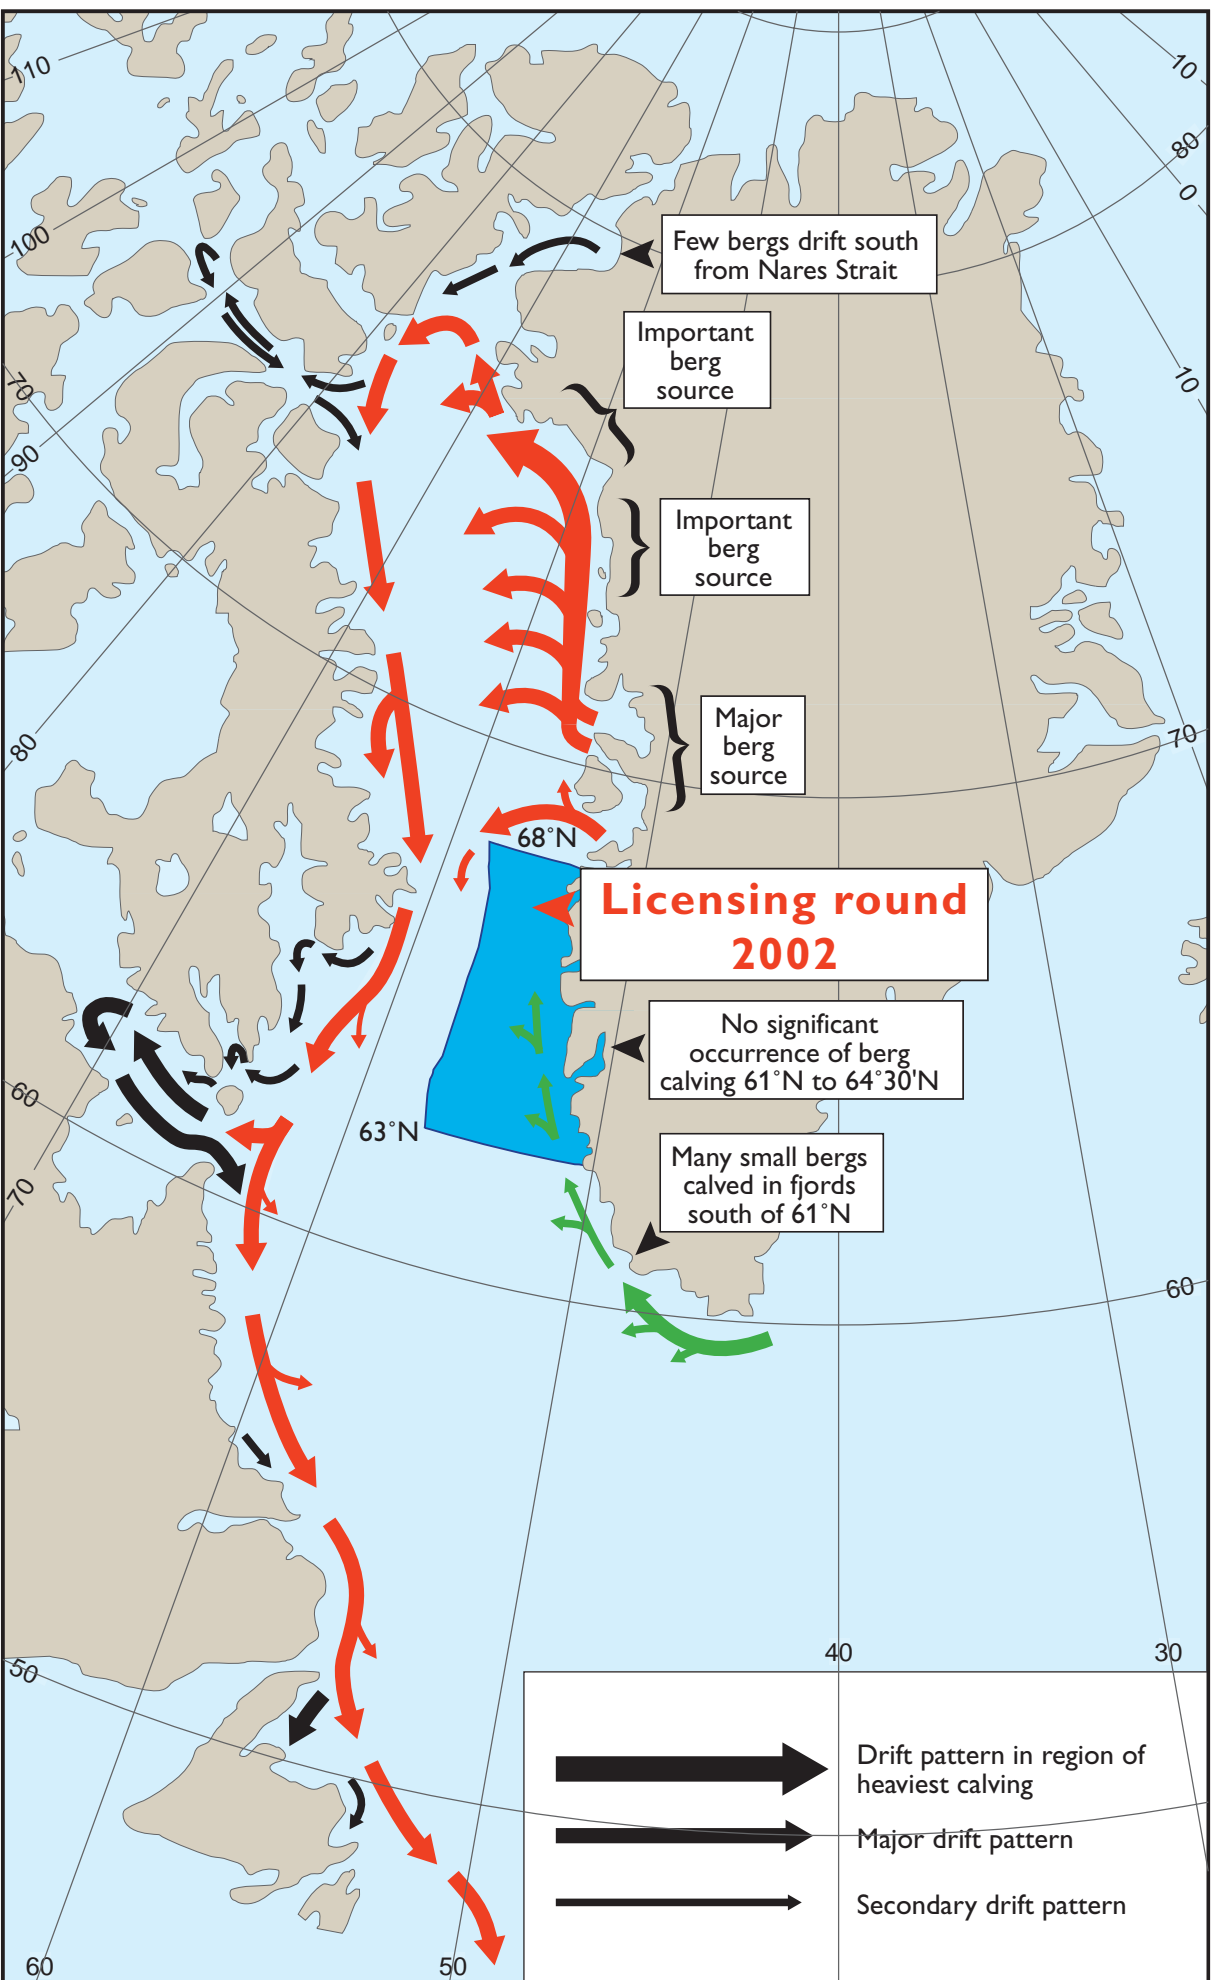 110
10
80
0
100
Few bergs drift south
from Nares Strait
Important
berg
source
70
10
90
Important
berg
source
80
Major
berg
source
70
68°N
Licensing round
2002
No significant
occurrence of berg
calving 61°N to 64°30'N
60
63°N
Many small bergs
calved in fjords
south of 61°N
70
60
40
30
50
Drift pattern in region of
heaviest calving
Major drift pattern
Secondary drift pattern
60
50